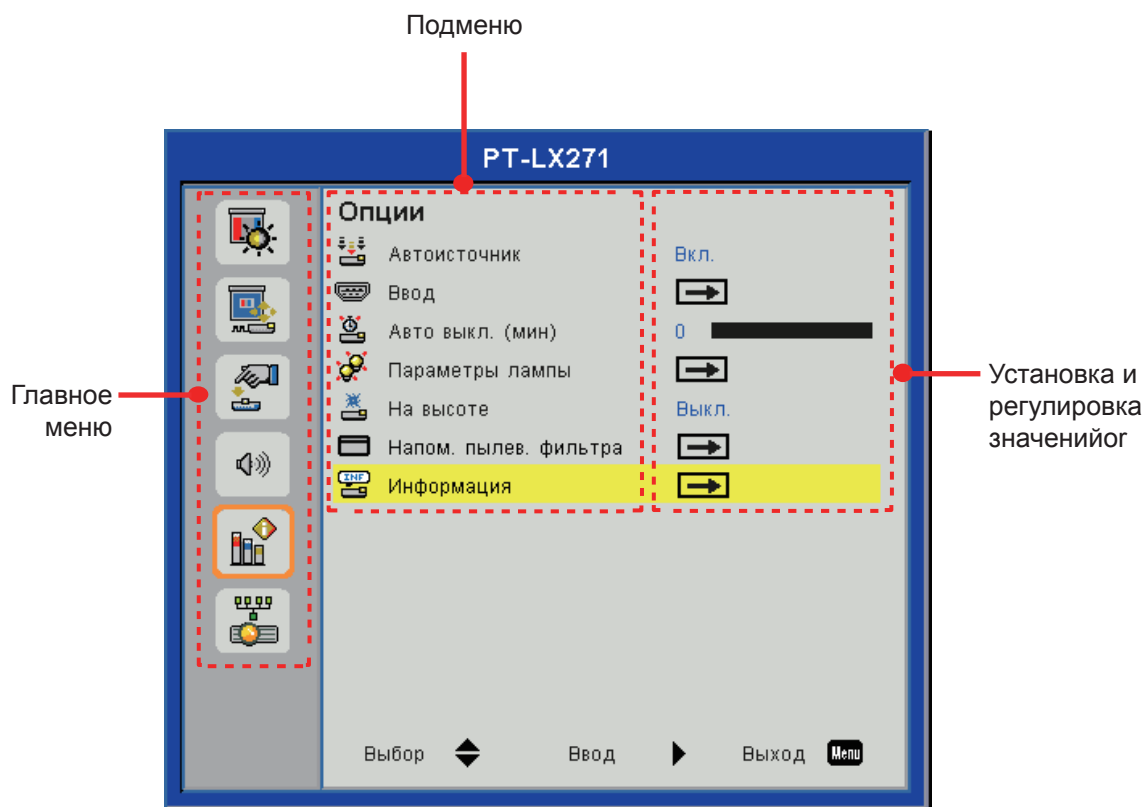 Подменю
PT-LX271
Опции
Автоисточник Вкл.
Ввод
Авто выкл. (мин) 0
Параметры лампы
На высоте Выкл.
Напом. пылев. фильтра
INF
Информация
Главное
меню
Установка и
регулировка
значенийor
Выбор Ввод Выход Menu